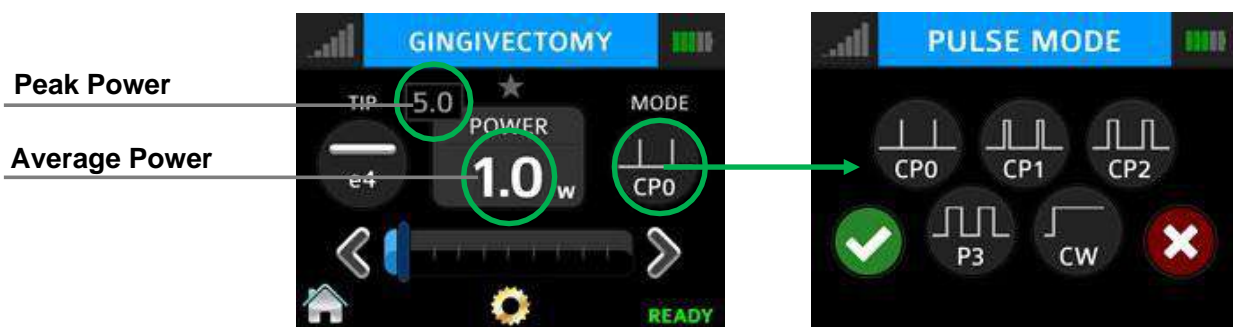 Peak Power
Average Power
GINGIVECTOMY
TIP
5.0
POWER
MODE
e4
1.0 w
CP0
READY
PULSE MODE
CP0 CP1 CP2
P3 CW